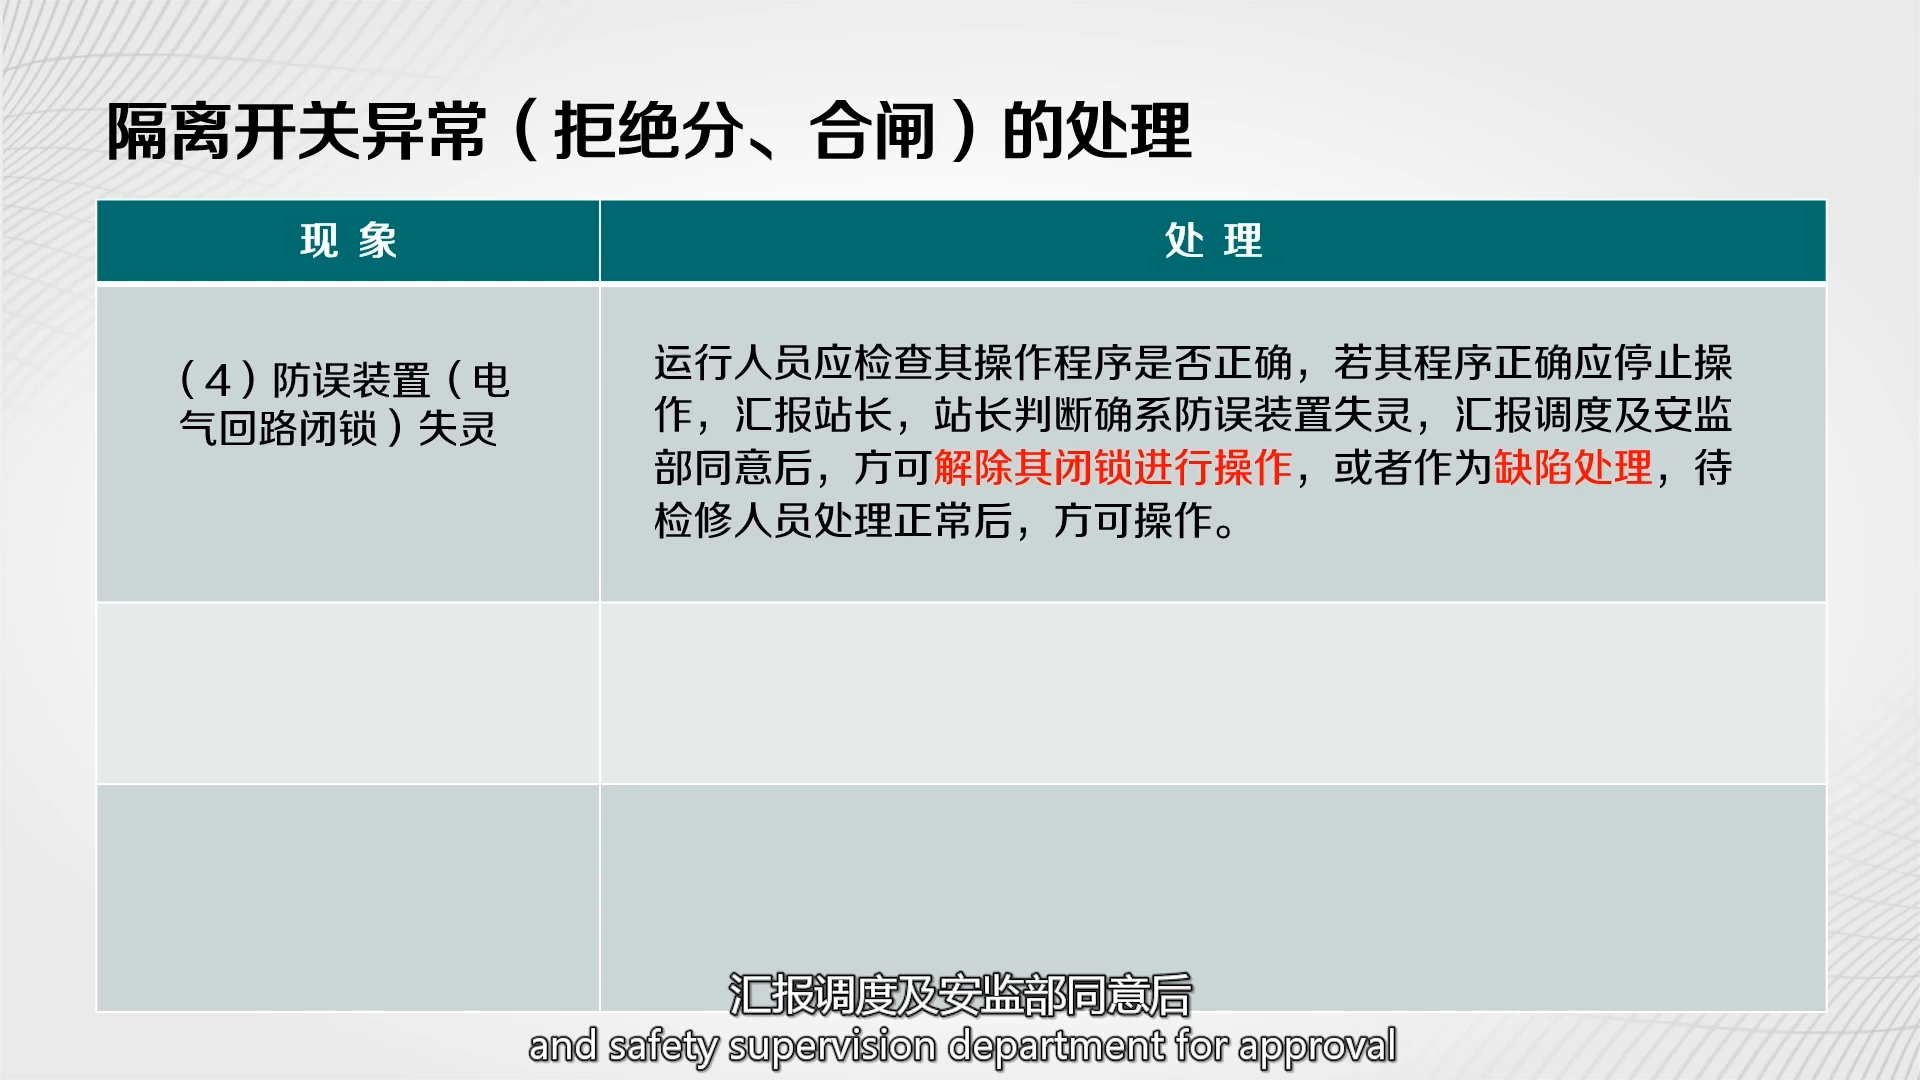 隔离开关异常（拒绝分、合闸）的处理
现 象
处 理
（4）防误装置（电
气回路闭锁）失灵
运行人员应检查其操作程序是否正确，若其程序正确应停止操
作，汇报站长，站长判断确系防误装置失灵，汇报调度及安监
部同意后，方可解除其闭锁进行操作，或者作为缺陷处理，待
检修人员处理正常后，方可操作。
汇报调度及安监部同意后
and safety supervision department for approval